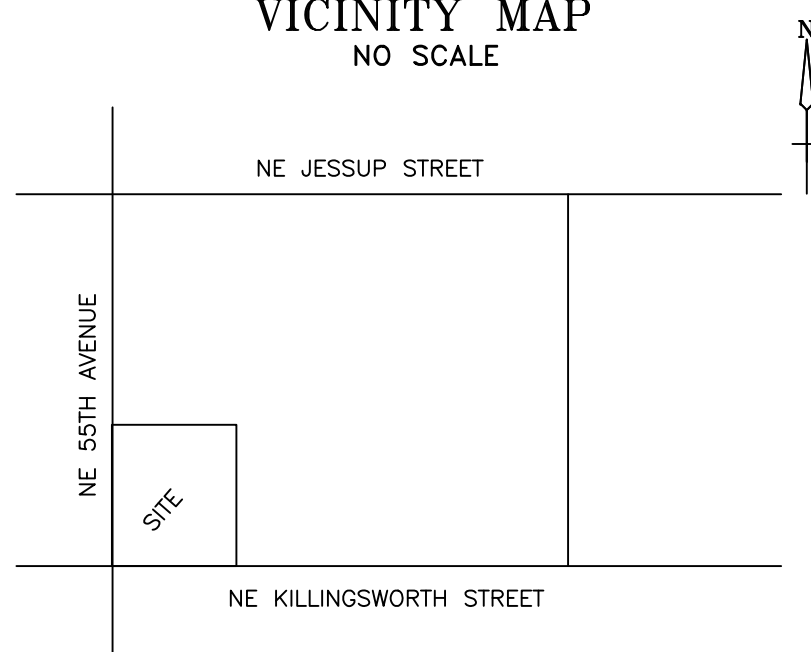 VICINITY MAP
NO SCALE
N
NE JESSUP STREET
NE 55TH AVENUE
SITE
NE KILLINGSWORTH STREET